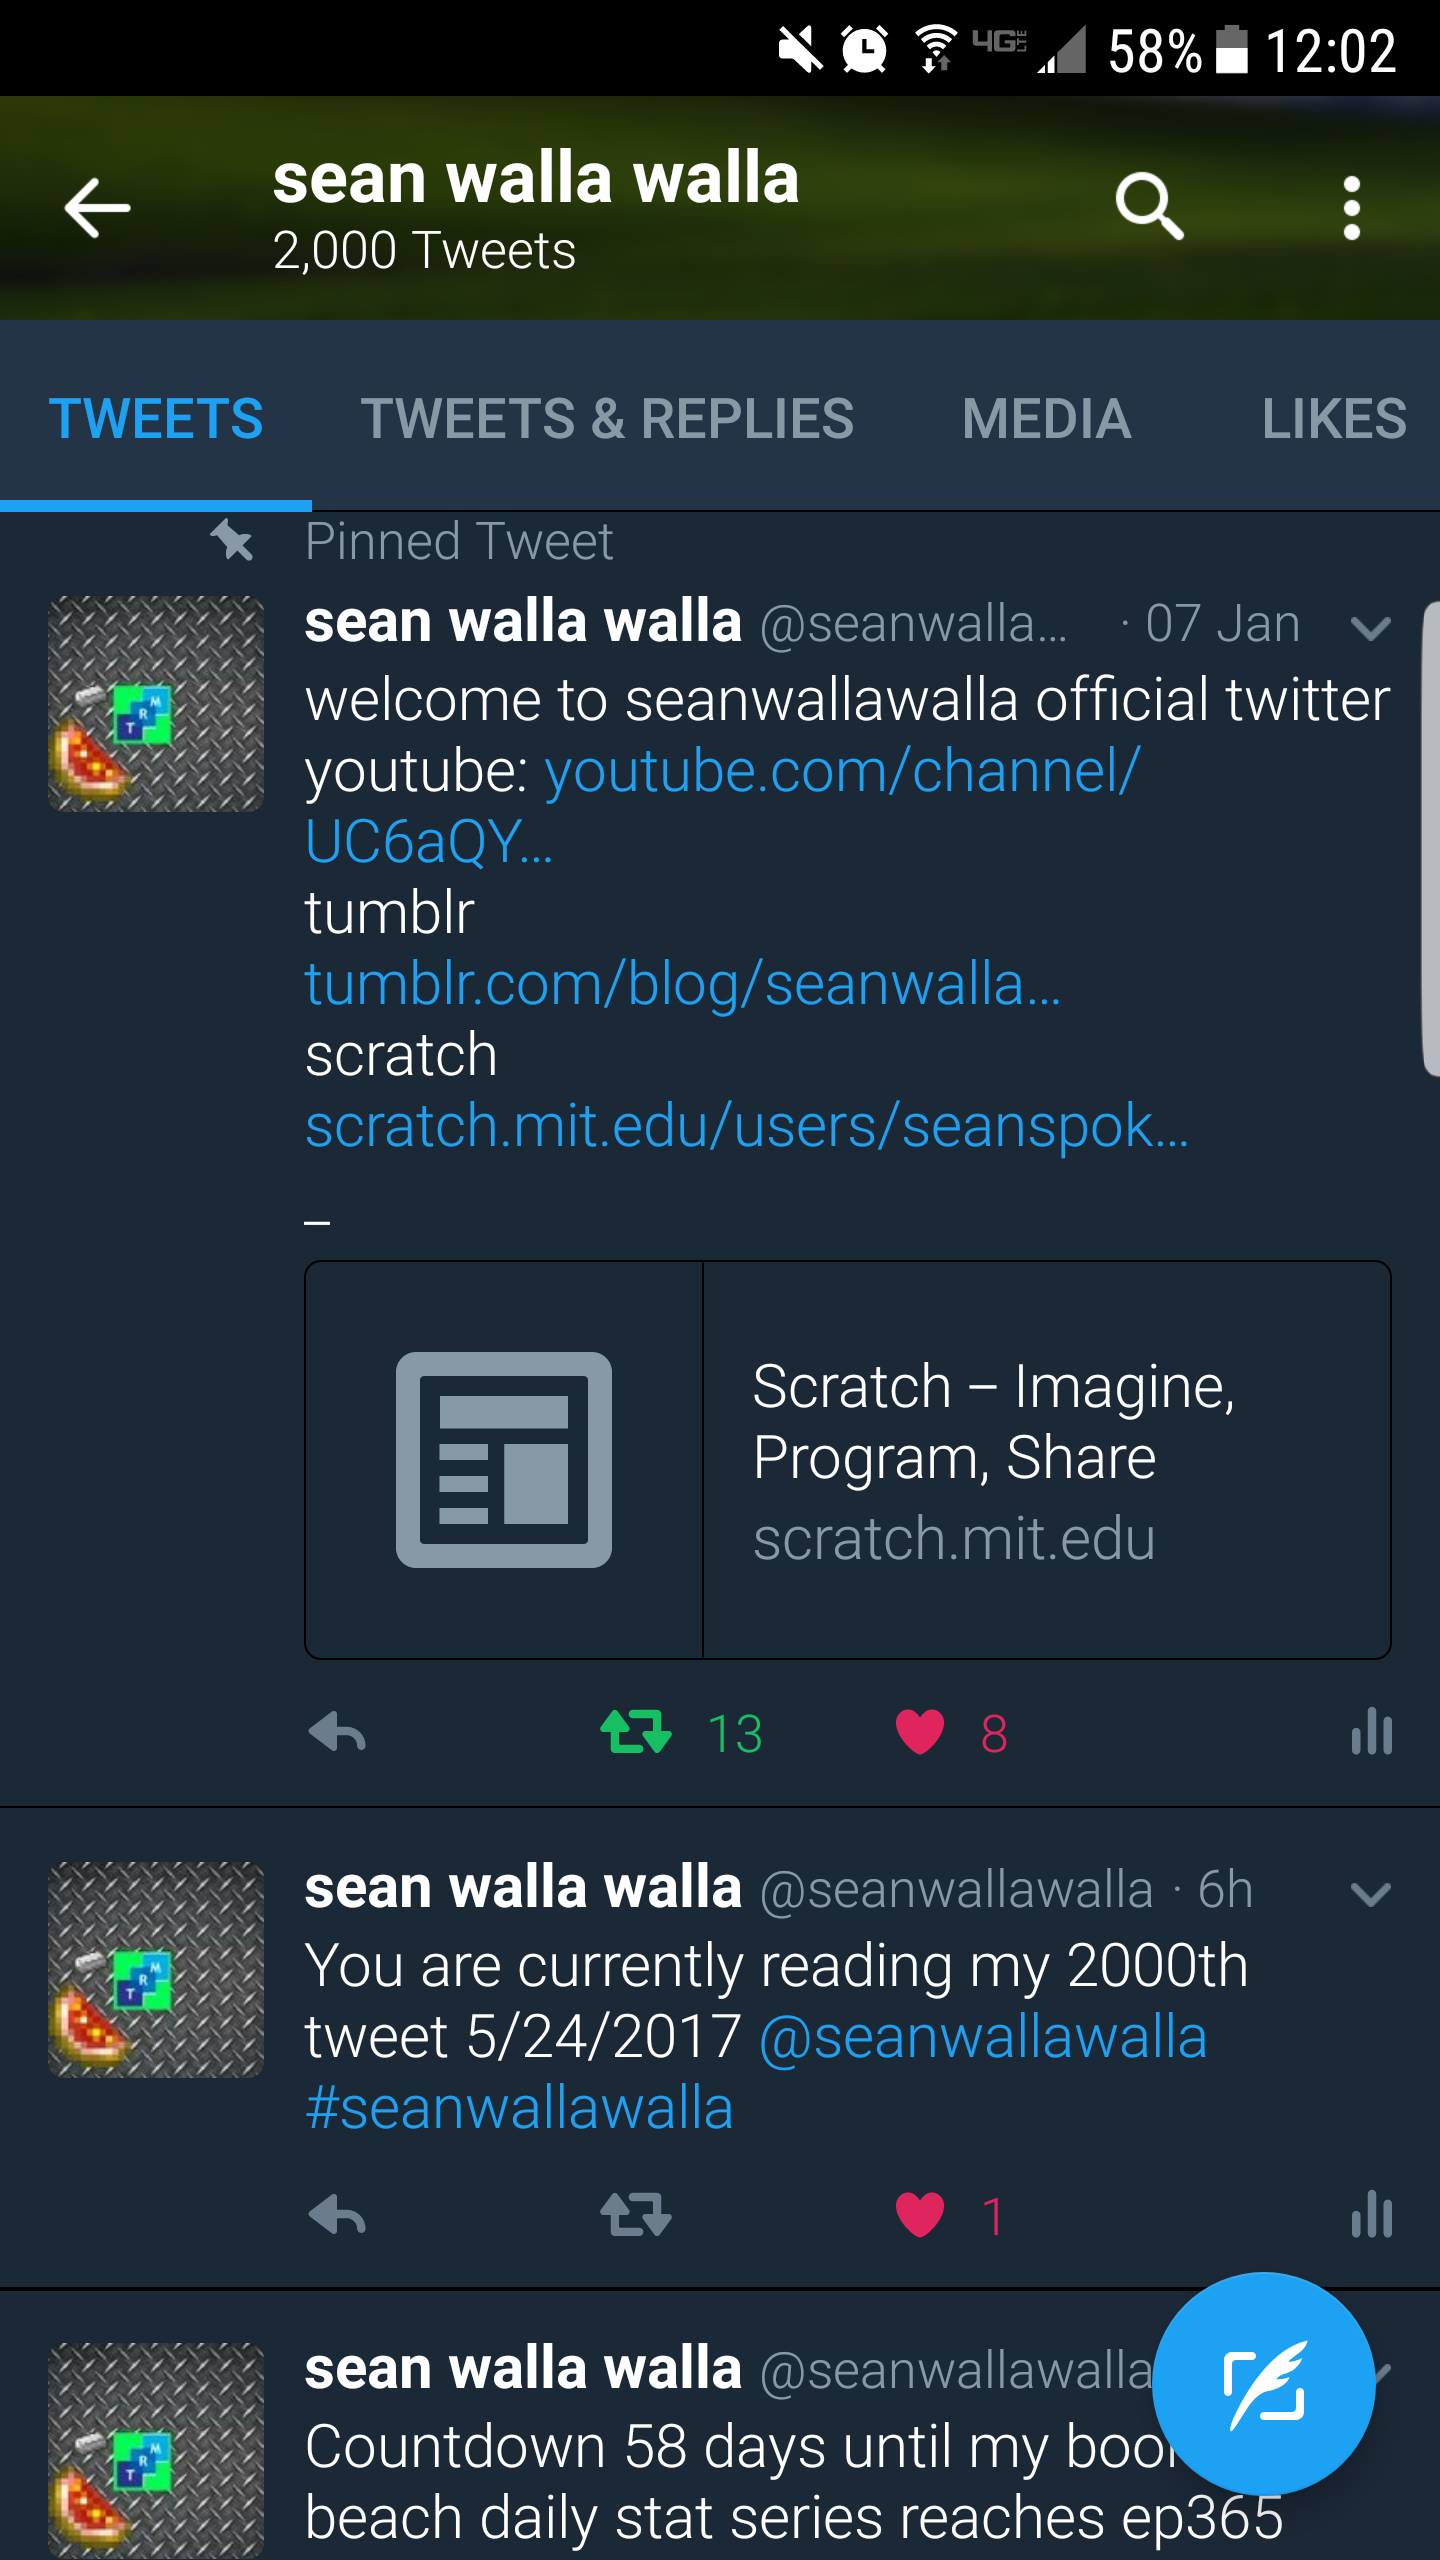 4G LTE 58% 12:02
sean walla walla
2,000 Tweets
TWEETS TWEETS & REPLIES MEDIA LIKES
Pinned Tweet
sean walla walla @seanwalla… · 07 Jan
welcome to seanwallawalla official twitter
youtube: youtube.com/channel/
UC6aQY…
tumblr
tumblr.com/blog/seanwalla…
scratch
scratch.mit.edu/users/seanspok…
_
Scratch – Imagine,
Program, Share
scratch.mit.edu
13 8
sean walla walla @seanwallawalla · 6h
You are currently reading my 2000th
tweet 5/24/2017 @seanwallawalla
#seanwallawalla
1
sean walla walla @seanwallawalla
Countdown 58 days until my
beach daily stat series reaches ep365